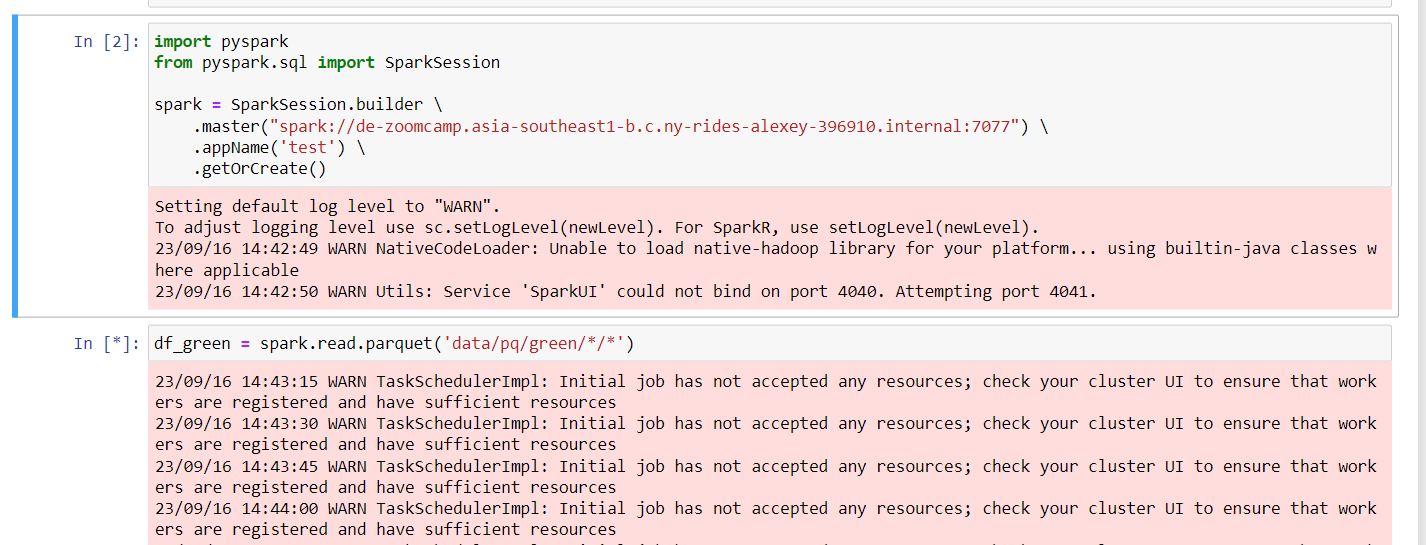 In [2]:
import pyspark
from pyspark.sql import SparkSession
spark = SparkSession.builder \
.master("spark://de-zoomcamp.asia-southeast1-b.c.ny-rides-alexey-396910.internal:7077") \
.appName('test') \
.getOrCreate()
Setting default log level to "WARN".
To adjust logging level use sc.setLogLevel(newLevel). For SparkR, use setLogLevel(newLevel).
23/09/16 14:42:49 WARN NativeCodeLoader: Unable to load native-hadoop library for your platform... using builtin-java classes w
here applicable
23/09/16 14:42:50 WARN Utils: Service 'SparkUI' could not bind on port 4040. Attempting port 4041.
In [*]:
df_green = spark.read.parquet('data/pq/green/*/*')
23/09/16 14:43:15 WARN TaskSchedulerImpl: Initial job has not accepted any resources; check your cluster UI to ensure that work
ers are registered and have sufficient resources
23/09/16 14:43:30 WARN TaskSchedulerImpl: Initial job has not accepted any resources; check your cluster UI to ensure that work
ers are registered and have sufficient resources
23/09/16 14:43:45 WARN TaskSchedulerImpl: Initial job has not accepted any resources; check your cluster UI to ensure that work
ers are registered and have sufficient resources
23/09/16 14:44:00 WARN TaskSchedulerImpl: Initial job has not accepted any resources; check your cluster UI to ensure that work
ers are registered and have sufficient resources